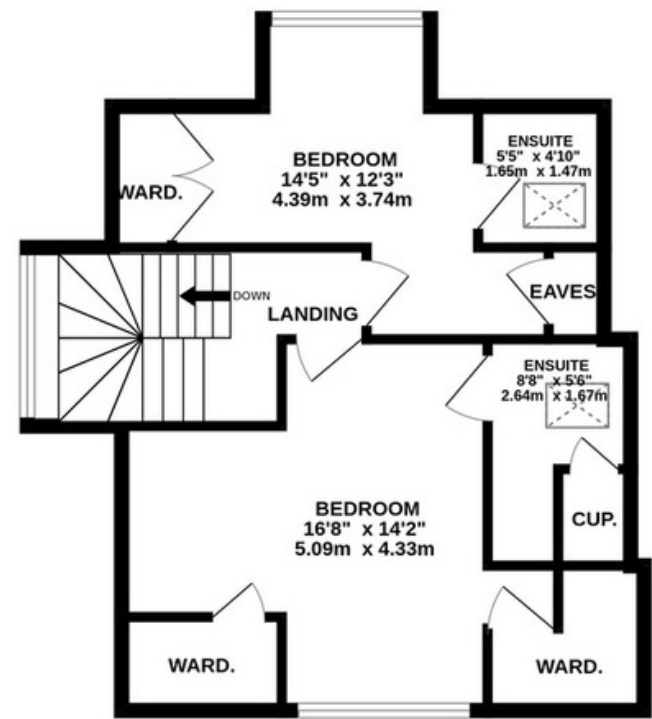 BEDROOM
14'5" x 12'3"
4.39m x 3.74m
ENSUITE
5'5" x 4'10"
1.65m x 1.47m
WARD.
DOWN
LANDING
EAVES
ENSUITE
8'8" x 5'6"
2.64m x 1.67m
BEDROOM
16'8" x 14'2"
5.09m x 4.33m
CUP.
WARD.
WARD.